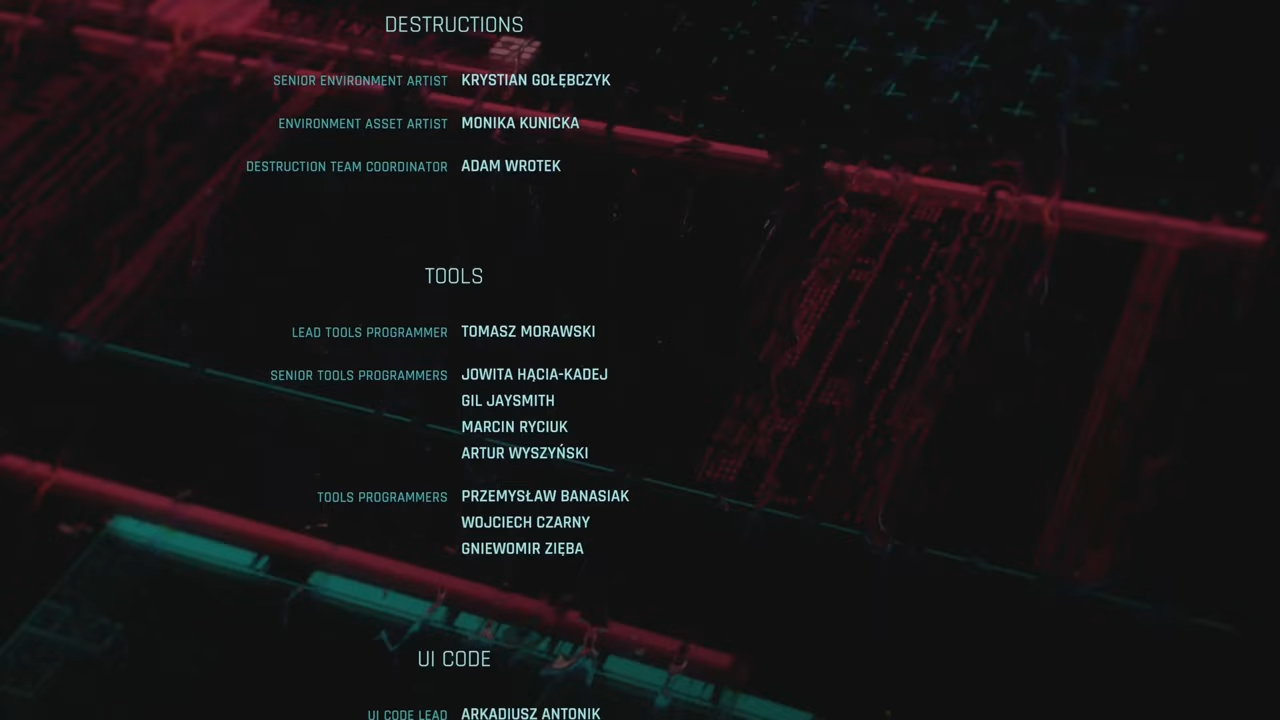 DESTRUCTIONS
SENIOR ENVIRONMENT ARTIST KRYSTIAN GOŁĘBCZYK
ENVIRONMENT ASSET ARTIST MONIKA KUNICKA
DESTRUCTION TEAM COORDINATOR ADAM WROTEK
TOOLS
LEAD TOOLS PROGRAMMER TOMASZ MORAWSKI
SENIOR TOOLS PROGRAMMERS JOWITA HĄCIA-KADEJ
GIL JAYSMITH
MARCIN RYCIUK
ARTUR WYSZYŃSKI
TOOLS PROGRAMMERS PRZEMYSŁAW BANASIAK
WOJCIECH CZARNY
GNIEWOMIR ZIĘBA
UI CODE
UI CODE LEAD ARKADIUSZ ANTONIK